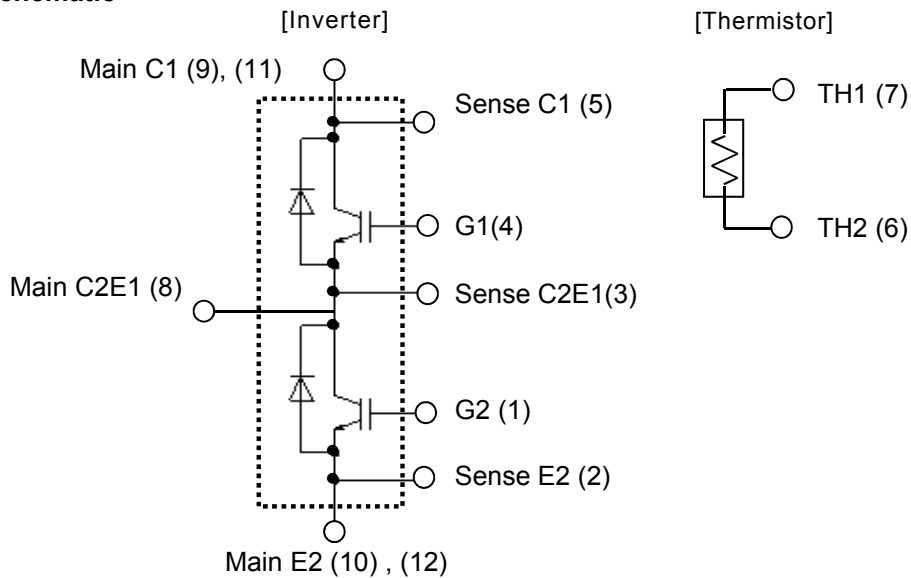 [Inverter]
[Thermistor]
Main C1 (9), (11)
Sense C1 (5)
TH1 (7)
G1(4)
TH2 (6)
Main C2E1 (8)
Sense C2E1(3)
G2 (1)
Sense E2 (2)
Main E2 (10) , (12)